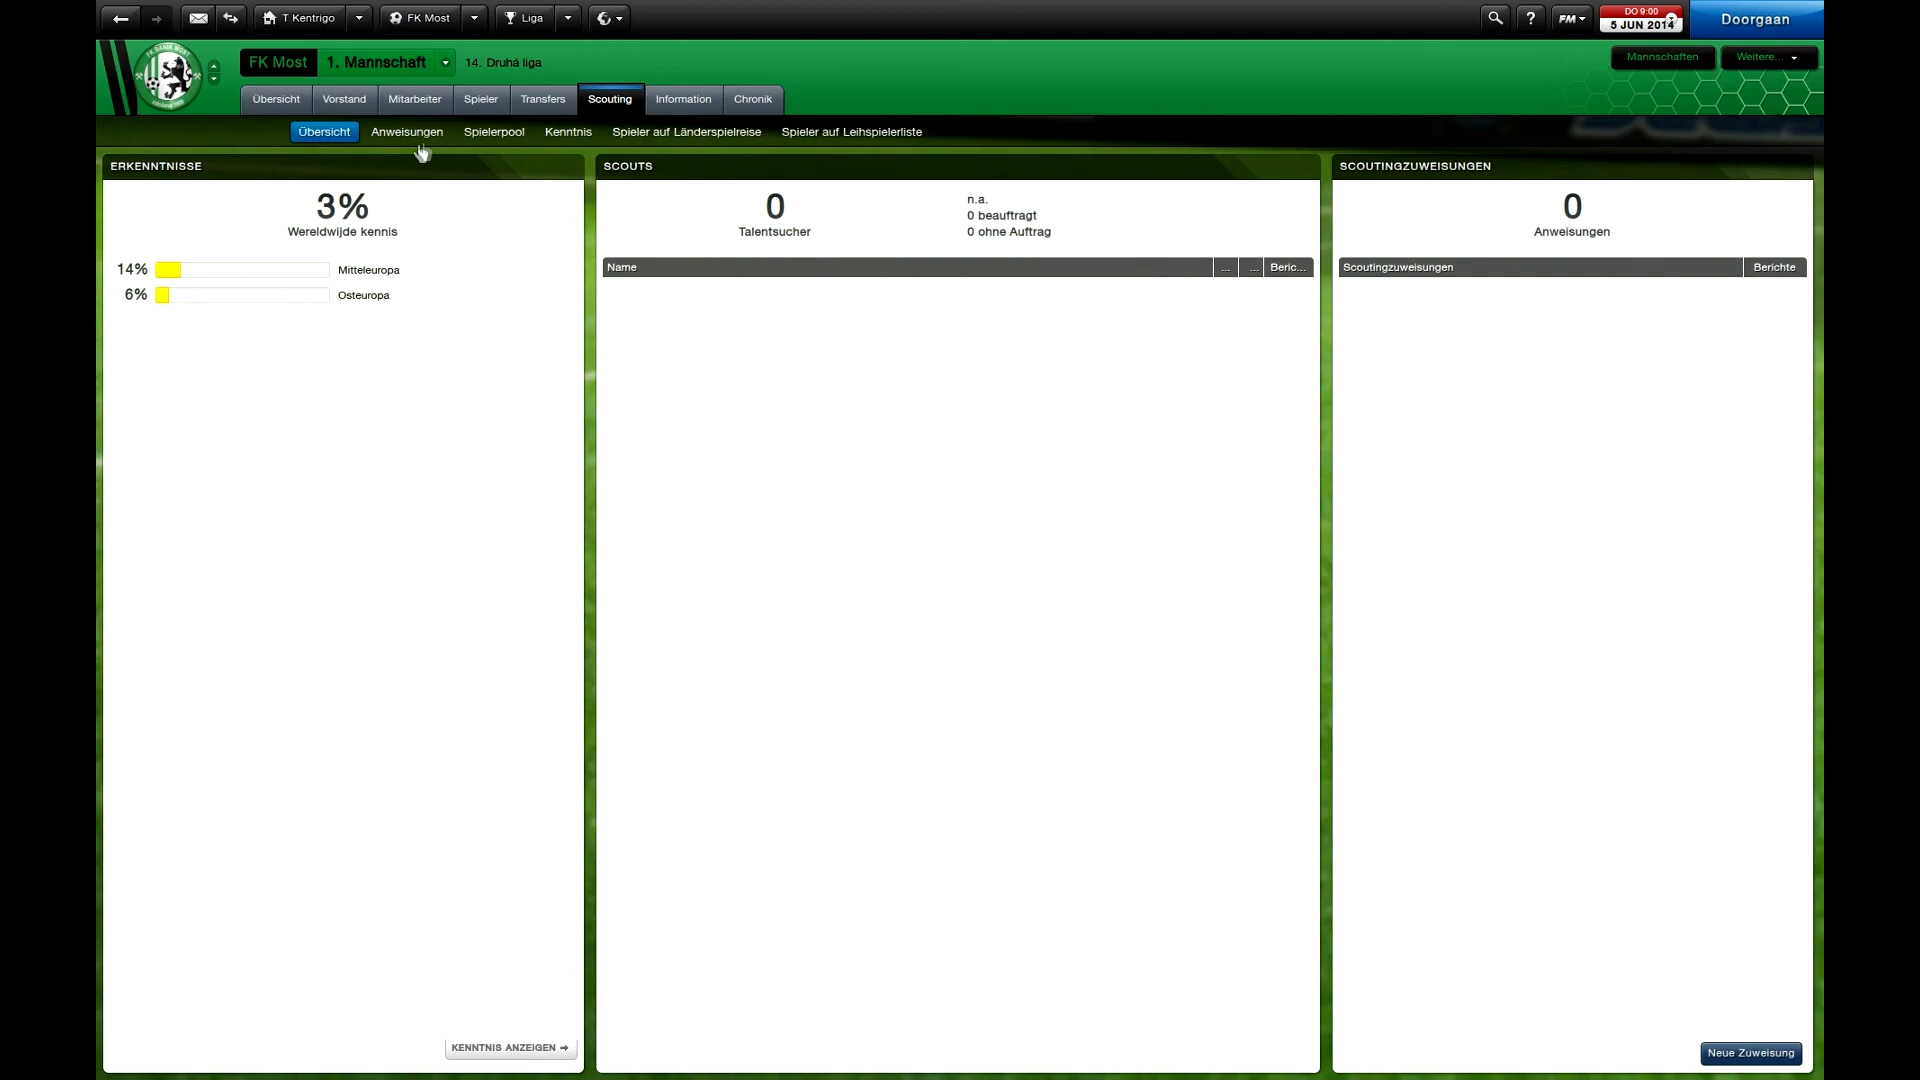 T Kentrigo
FK Most
Liga
?
FM
DO 9:00
5 JUN 2014
Doorgaan
FK Most
1. Mannschaft
14. Druhá liga
Mannschaften
Weitere...
Übersicht
Vorstand
Mitarbeiter
Spieler
Transfers
Scouting
Information
Chronik
Übersicht
Anweisungen
Spielerpool
Kenntnis
Spieler auf Länderspielreise
Spieler auf Leihspielerliste
ERKENNTNISSE
3%
Wereldwijde kennis
14% Mitteleuropa
6% Osteuropa
KENNTNIS ANZEIGEN
SCOUTS
0
Talentsucher
n.a.
0 beauftragt
0 ohne Auftrag
Name ... ... Beric...
SCOUTINGZUWEISUNGEN
0
Anweisungen
Scoutingzuweisungen Berichte
Neue Zuweisung